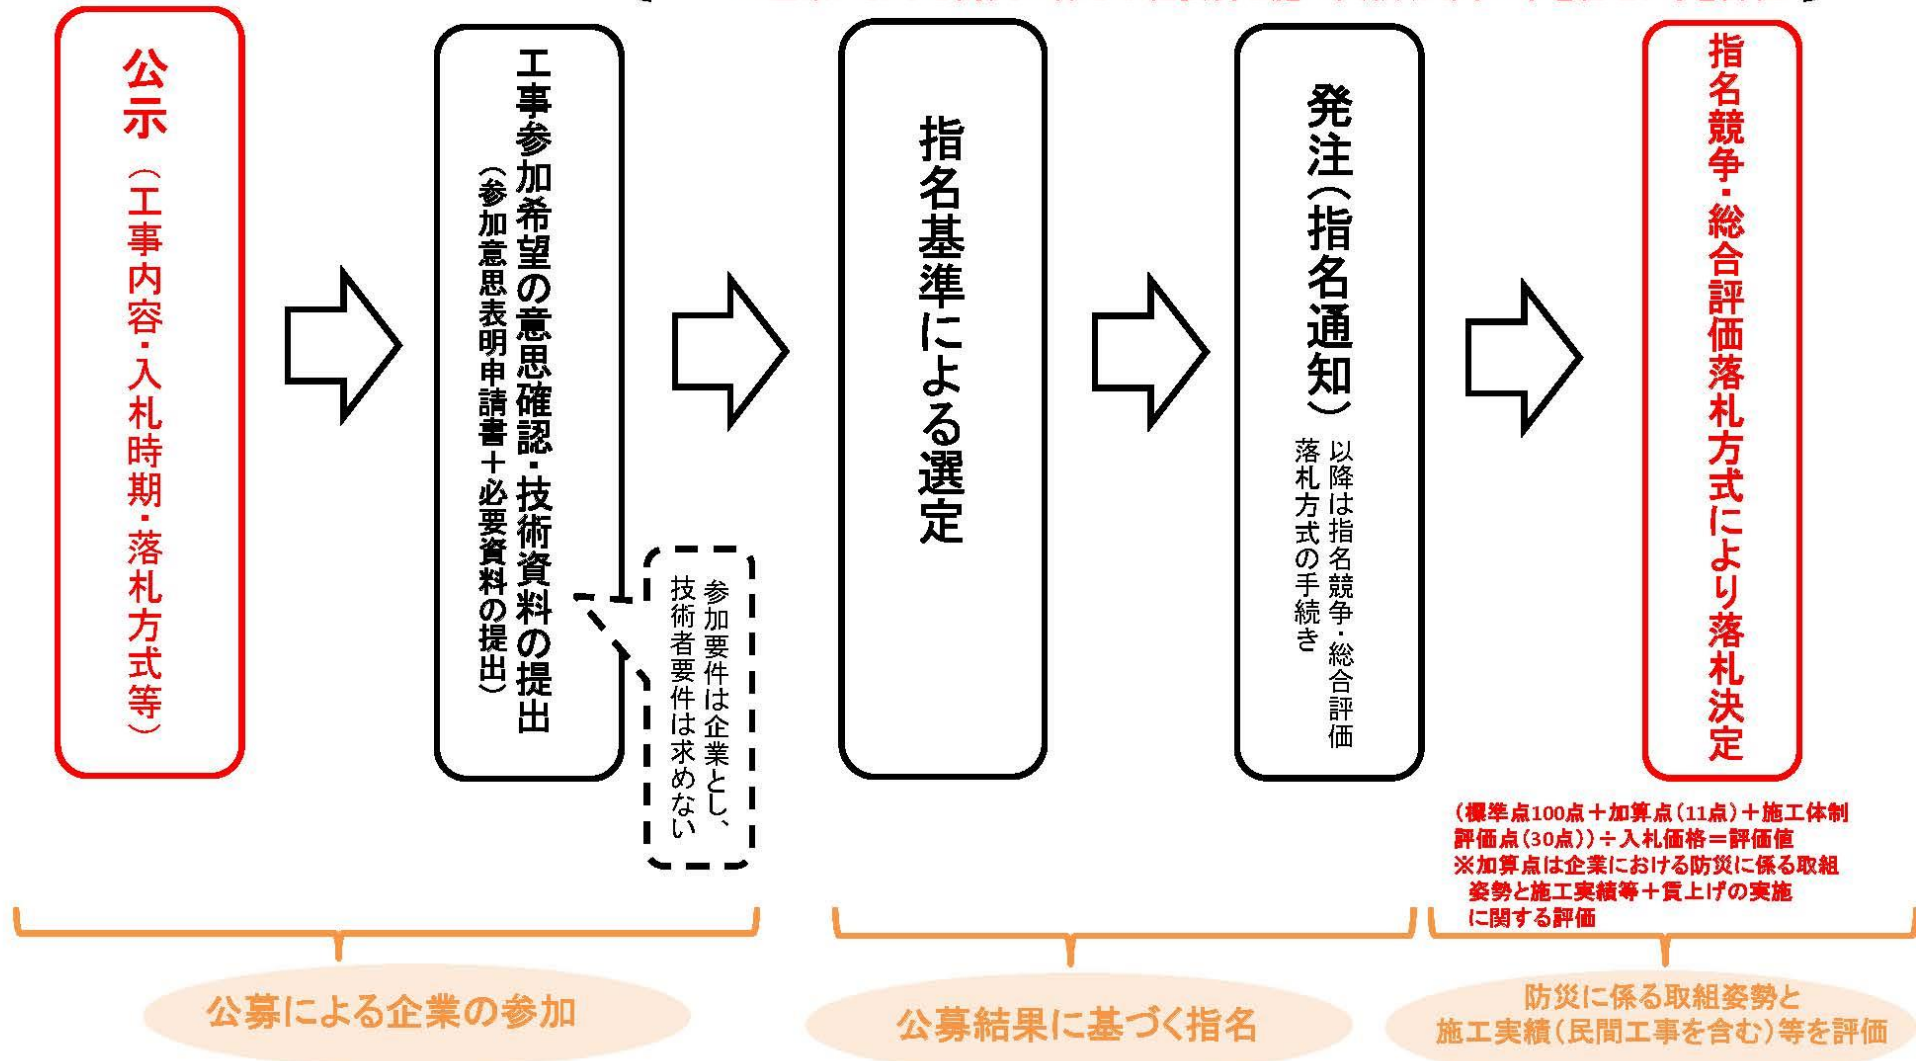 公示（工事内容・入札時期・落札方式等）
工事参加希望の意思確認・技術資料の提出
（参加意思表明申請書＋必要資料の提出）
参加要件は企業とし、
技術者要件は求めない
指名基準による選定
発注（指名通知）
以降は指名競争・総合評価
落札方式の手続き
指名競争・総合評価落札方式により落札決定
（標準点100点＋加算点（11点）＋施工体制
評価点（30点））÷入札価格＝評価値
※加算点は企業における防災に係る取組
姿勢と施工実績等＋賃上げの実施
に関する評価
公募による企業の参加
公募結果に基づく指名
防災に係る取組姿勢と
施工実績（民間工事を含む）等を評価